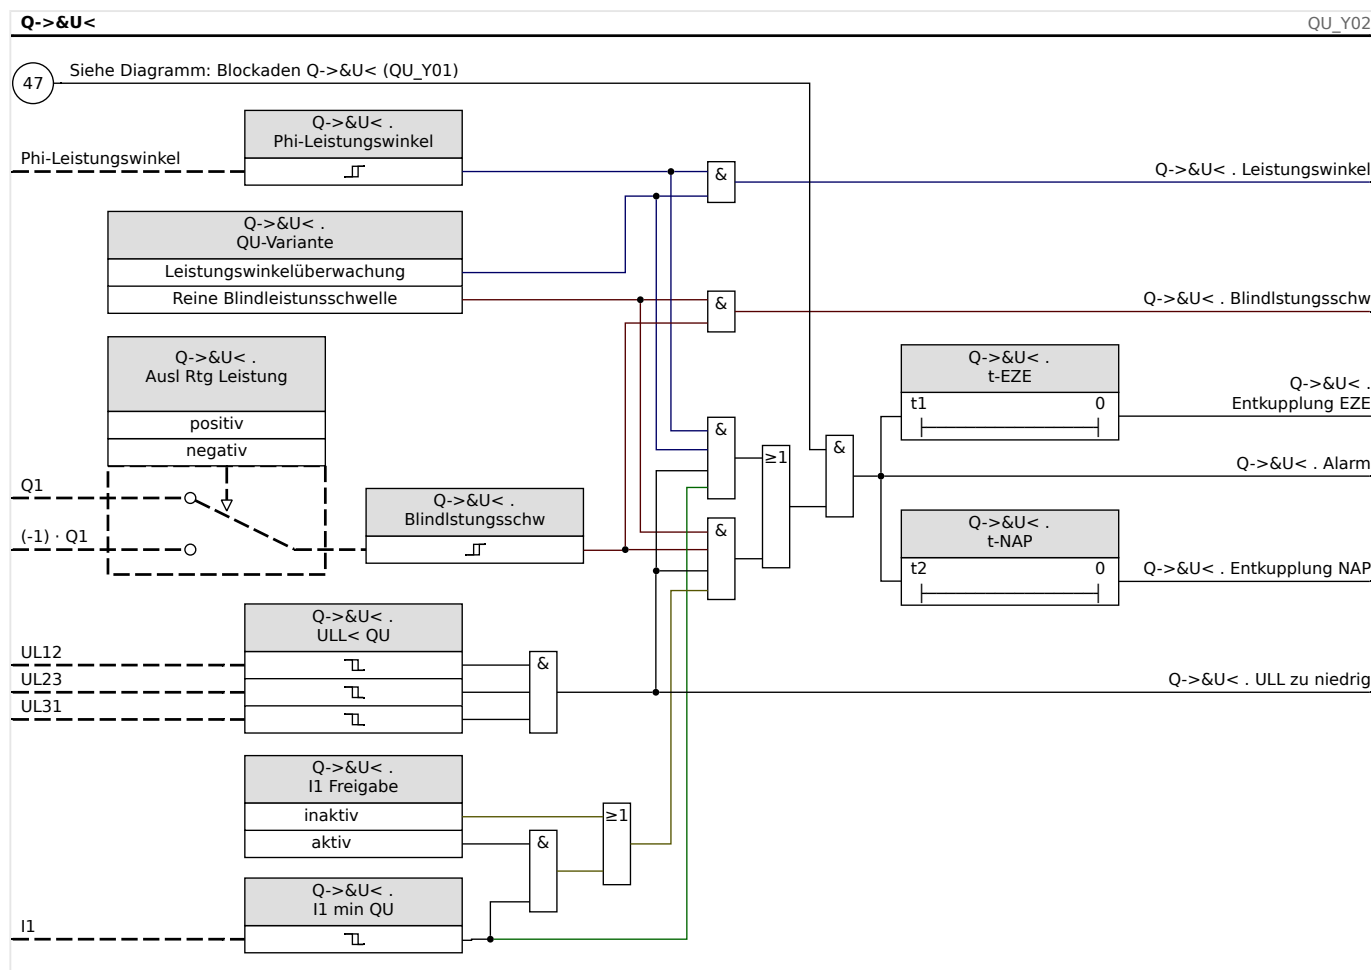 Q->&U<
QU_Y02
47
Siehe Diagramm: Blockaden Q->&U< (QU_Y01)
Q->&U< .
Phi-Leistungswinkel
Phi-Leistungswinkel
&
Q->&U< . Leistungswinkel
Q->&U< .
QU-Variante
Leistungswinkelüberwachung
Reine Blindleistunsschwelle
&
Q->&U< . Blindlstungsschw
Q->&U< .
Ausl Rtg Leistung
positiv
negativ
Q->&U< .
t-EZE
t1
0
Q->&U< .
Entkupplung EZE
&
≥1
&
Q->&U< . Alarm
Q1
(-1) · Q1
Q->&U< .
Blindlstungsschw
&
Q->&U< .
t-NAP
t2
0
Q->&U< . Entkupplung NAP
Q->&U< .
ULL< QU
UL12
UL23
UL31
&
Q->&U< . ULL zu niedrig
Q->&U< .
I1 Freigabe
inaktiv
aktiv
≥1
&
Q->&U< .
I1 min QU
I1